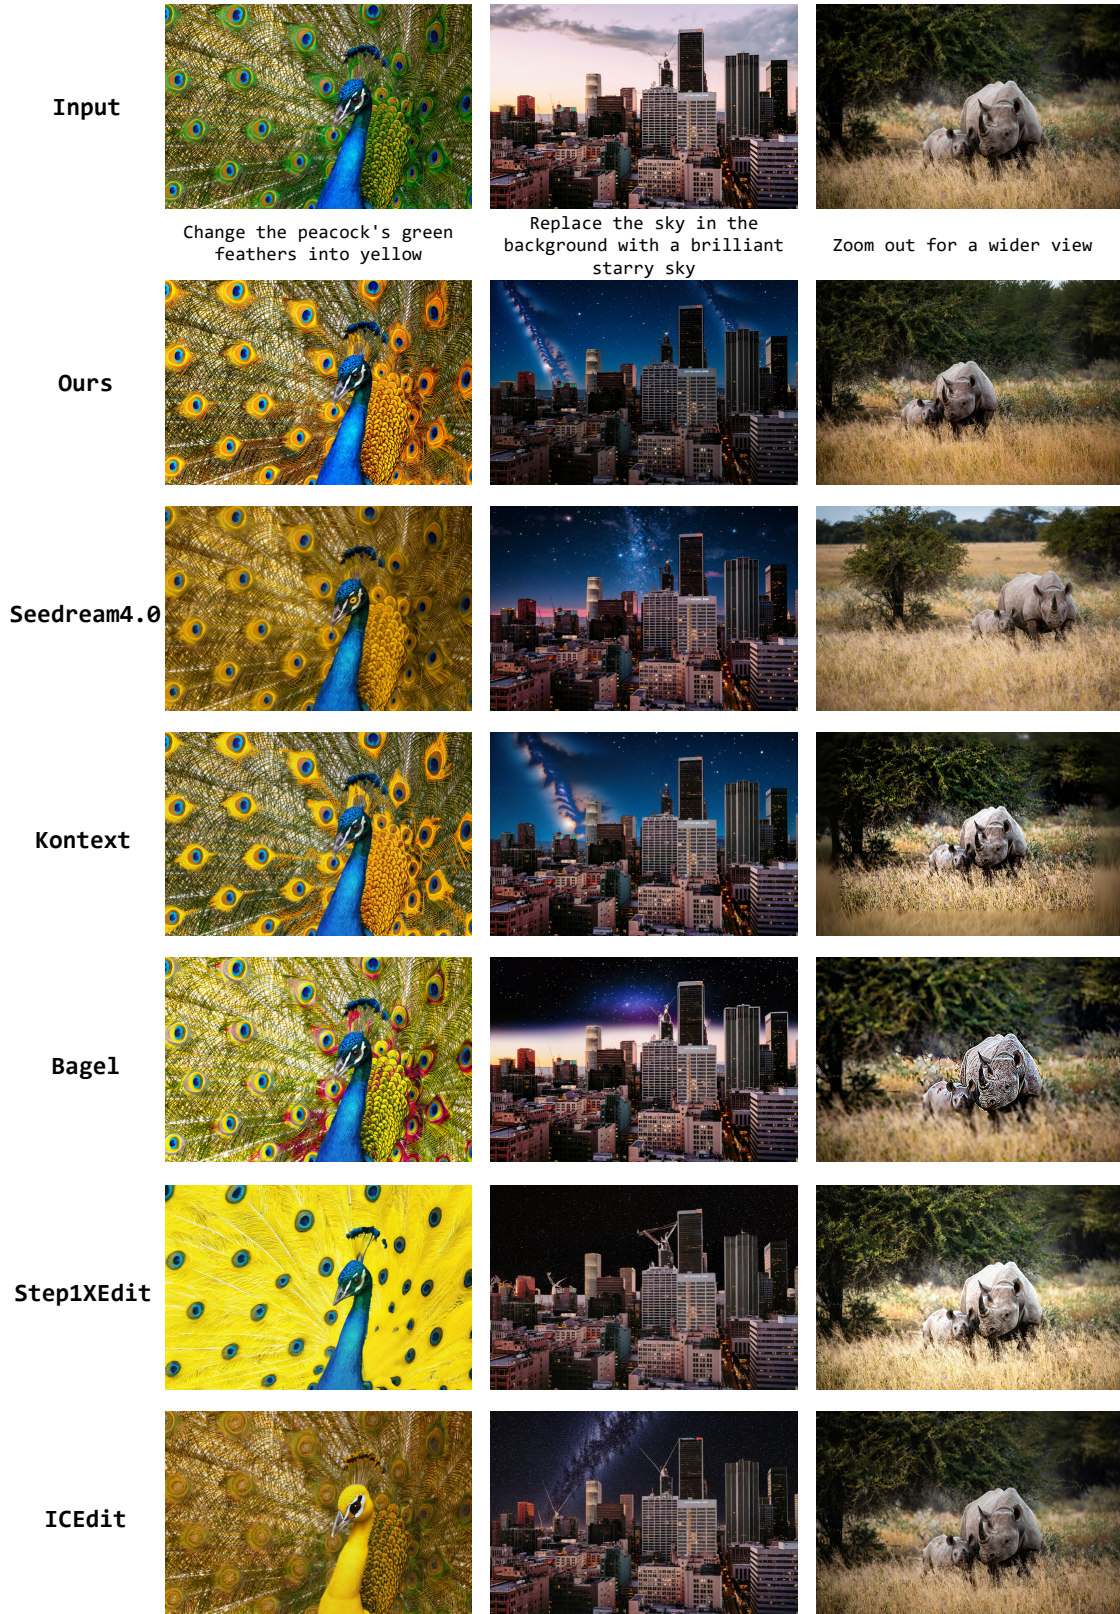 Input
Change the peacock's green
feathers into yellow
Replace the sky in the
background with a brilliant
starry sky
Zoom out for a wider view
Ours
Seedream4.0
Kontext
Bagel
Step1XEdit
ICEdit